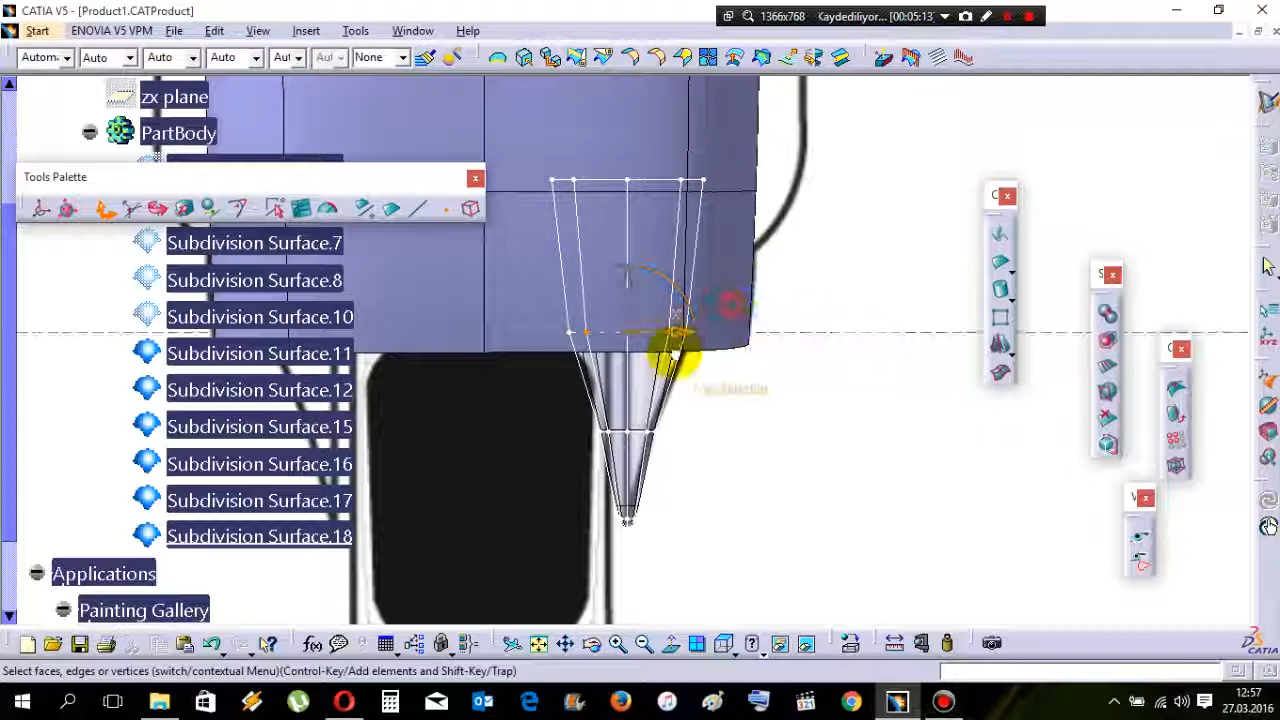 CATIA V5 - [Product1.CATProduct]
1366x768 Kaydediliyor... (00:05:13)
Start ENOVIA V5 VPM File Edit Insert Tools Window Help
Autom Auto Auto Auto Aut Aut None
zx plane
PartBody
Tools Palette
Subdivision Surface.7
Subdivision Surface.8
Subdivision Surface.10
Subdivision Surface.11
Subdivision Surface.12
Subdivision Surface.15
Subdivision Surface.16
Subdivision Surface.17
Subdivision Surface.18
Applications
Painting Gallery
C
S
C
V
Select faces, edges or vertices (switch/contextual Menu)(Control-Key/Add elements and Shift-Key/Trap)
CATIA
12:57
27.03.2016